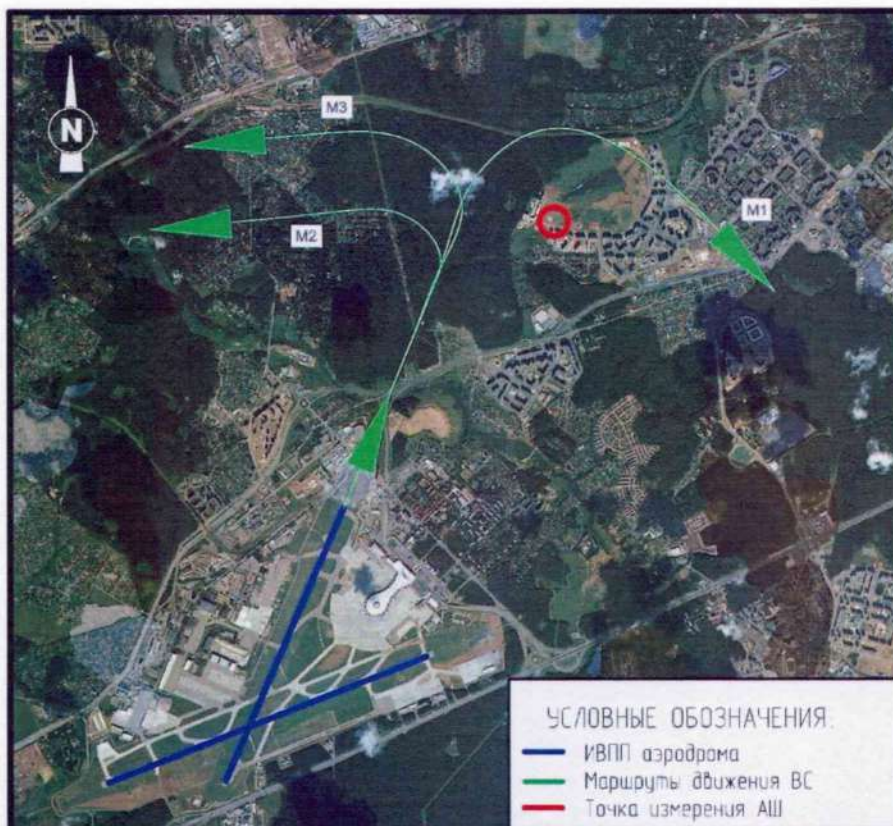 M3
N
M1
M2
УСЛОВНЫЕ ОБОЗНАЧЕНИЯ:
ИВПП аэродрома
Маршруты движения ВС
Точка измерения АШ